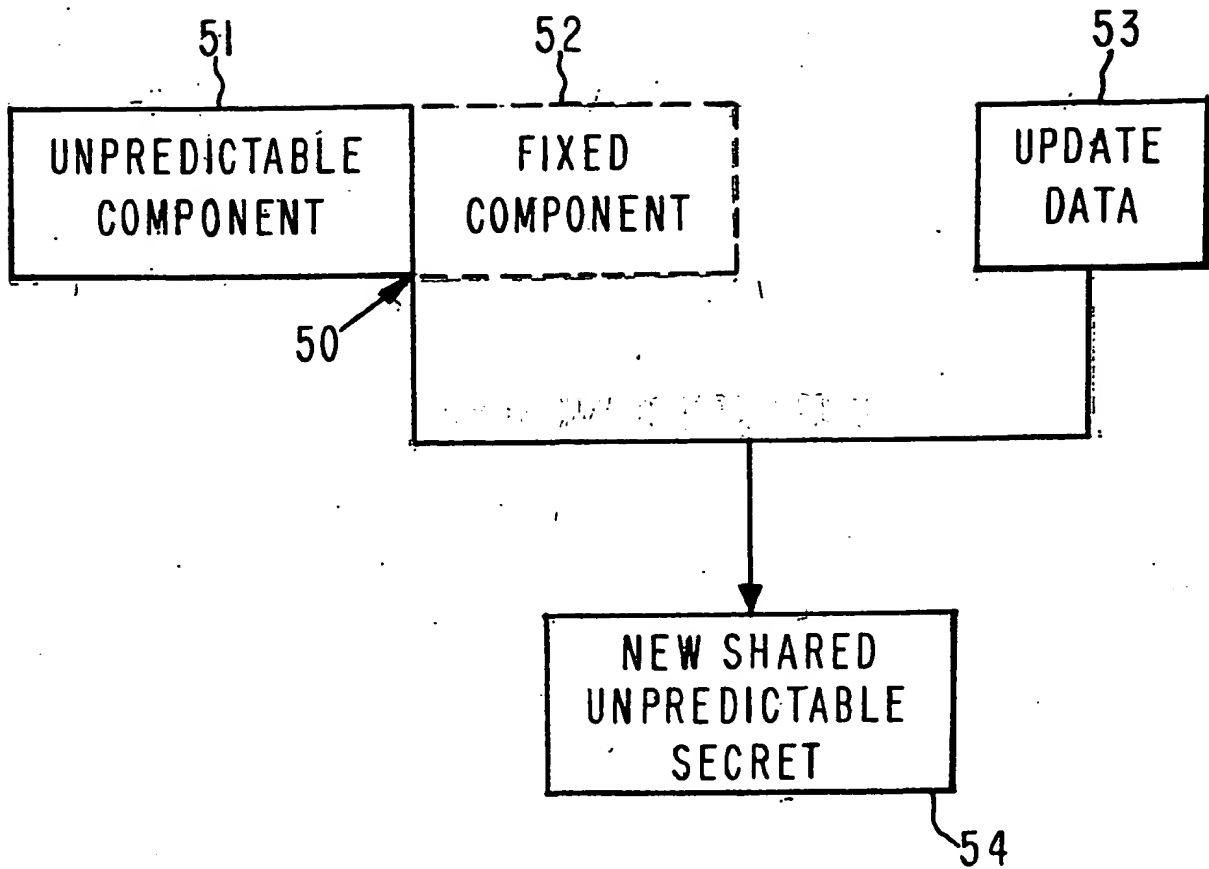 51
52
53
UNPREDICTABLE
COMPONENT
FIXED
COMPONENT
UPDATE
DATA
50
NEW SHARED
UNPREDICTABLE
SECRET
54